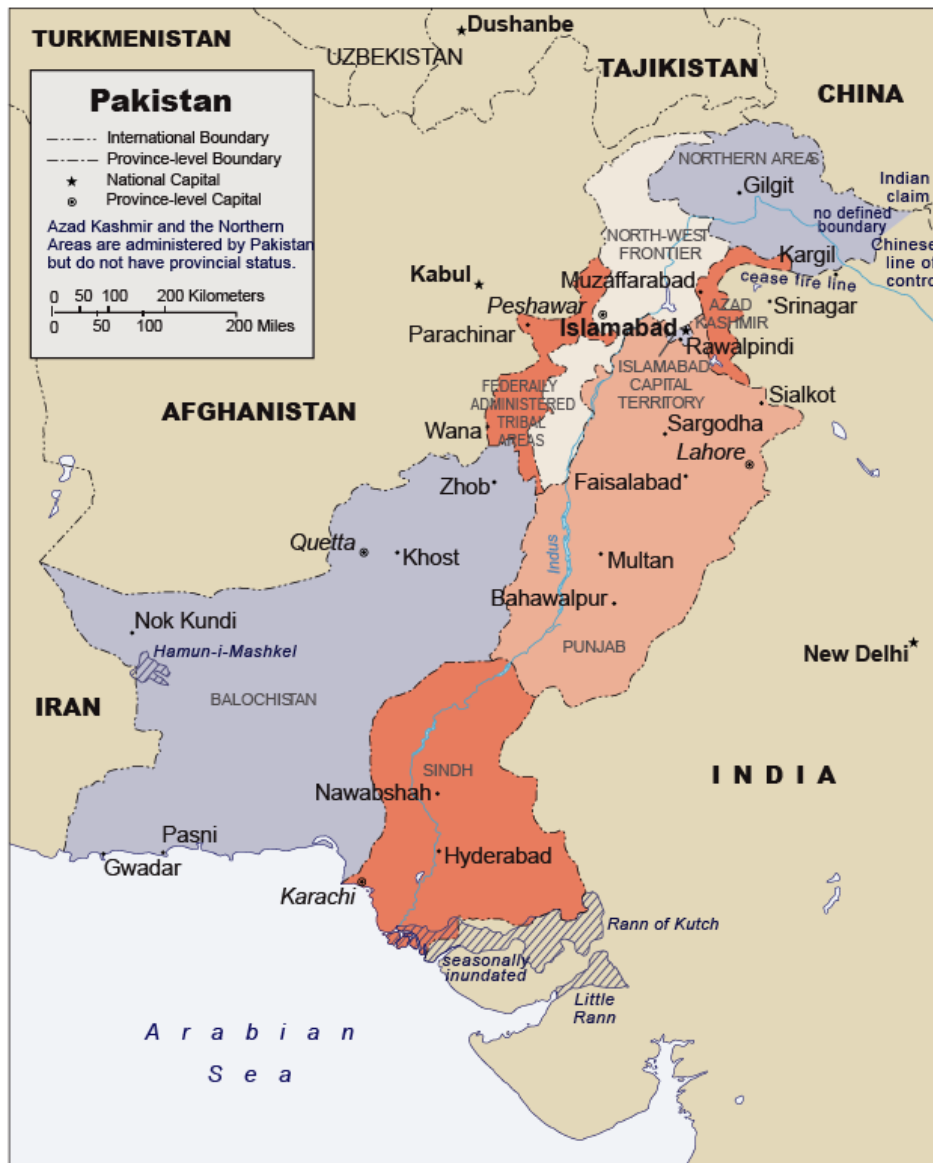 TURKMENISTAN
UZBEKISTAN
Dushanbe
TAJIKISTAN
CHINA
Pakistan
International Boundary
Province-level Boundary
National Capital
Province-level Capital
Azad Kashmir and the Northern
Areas are administered by Pakistan
but do not have provincial status.
0 50 100 200 Kilometers
0 50 100 200 Miles
NORTHERN AREAS
Gilgit
Indian
claim
no defined
boundary
Chinese
line of
control
NORTH-WEST
FRONTIER
Kargil
cease fire line
Kabul
Muzaffarabad
Peshawar
Srinagar
AZAD
KASHMIR
Parachinar
Islamabad
Rawalpindi
ISLAMABAD
CAPITAL
TERRITORY
Sialkot
FEDERALLY
ADMINISTERED
TRIBAL
AREAS
AFGHANISTAN
Wana
Sargodha
Lahore
Zhob
Faisalabad
Quetta
Khost
Indus
Multan
Bahawalpur
Nok Kundi
Hamun-i-Mashkel
PUNJAB
New Delhi
IRAN
BALOCHISTAN
SINDH
INDIA
Nawabshah
Pasni
Gwadar
Hyderabad
Karachi
Rann of Kutch
seasonally
inundated
Little
Rann
Arabian
Sea